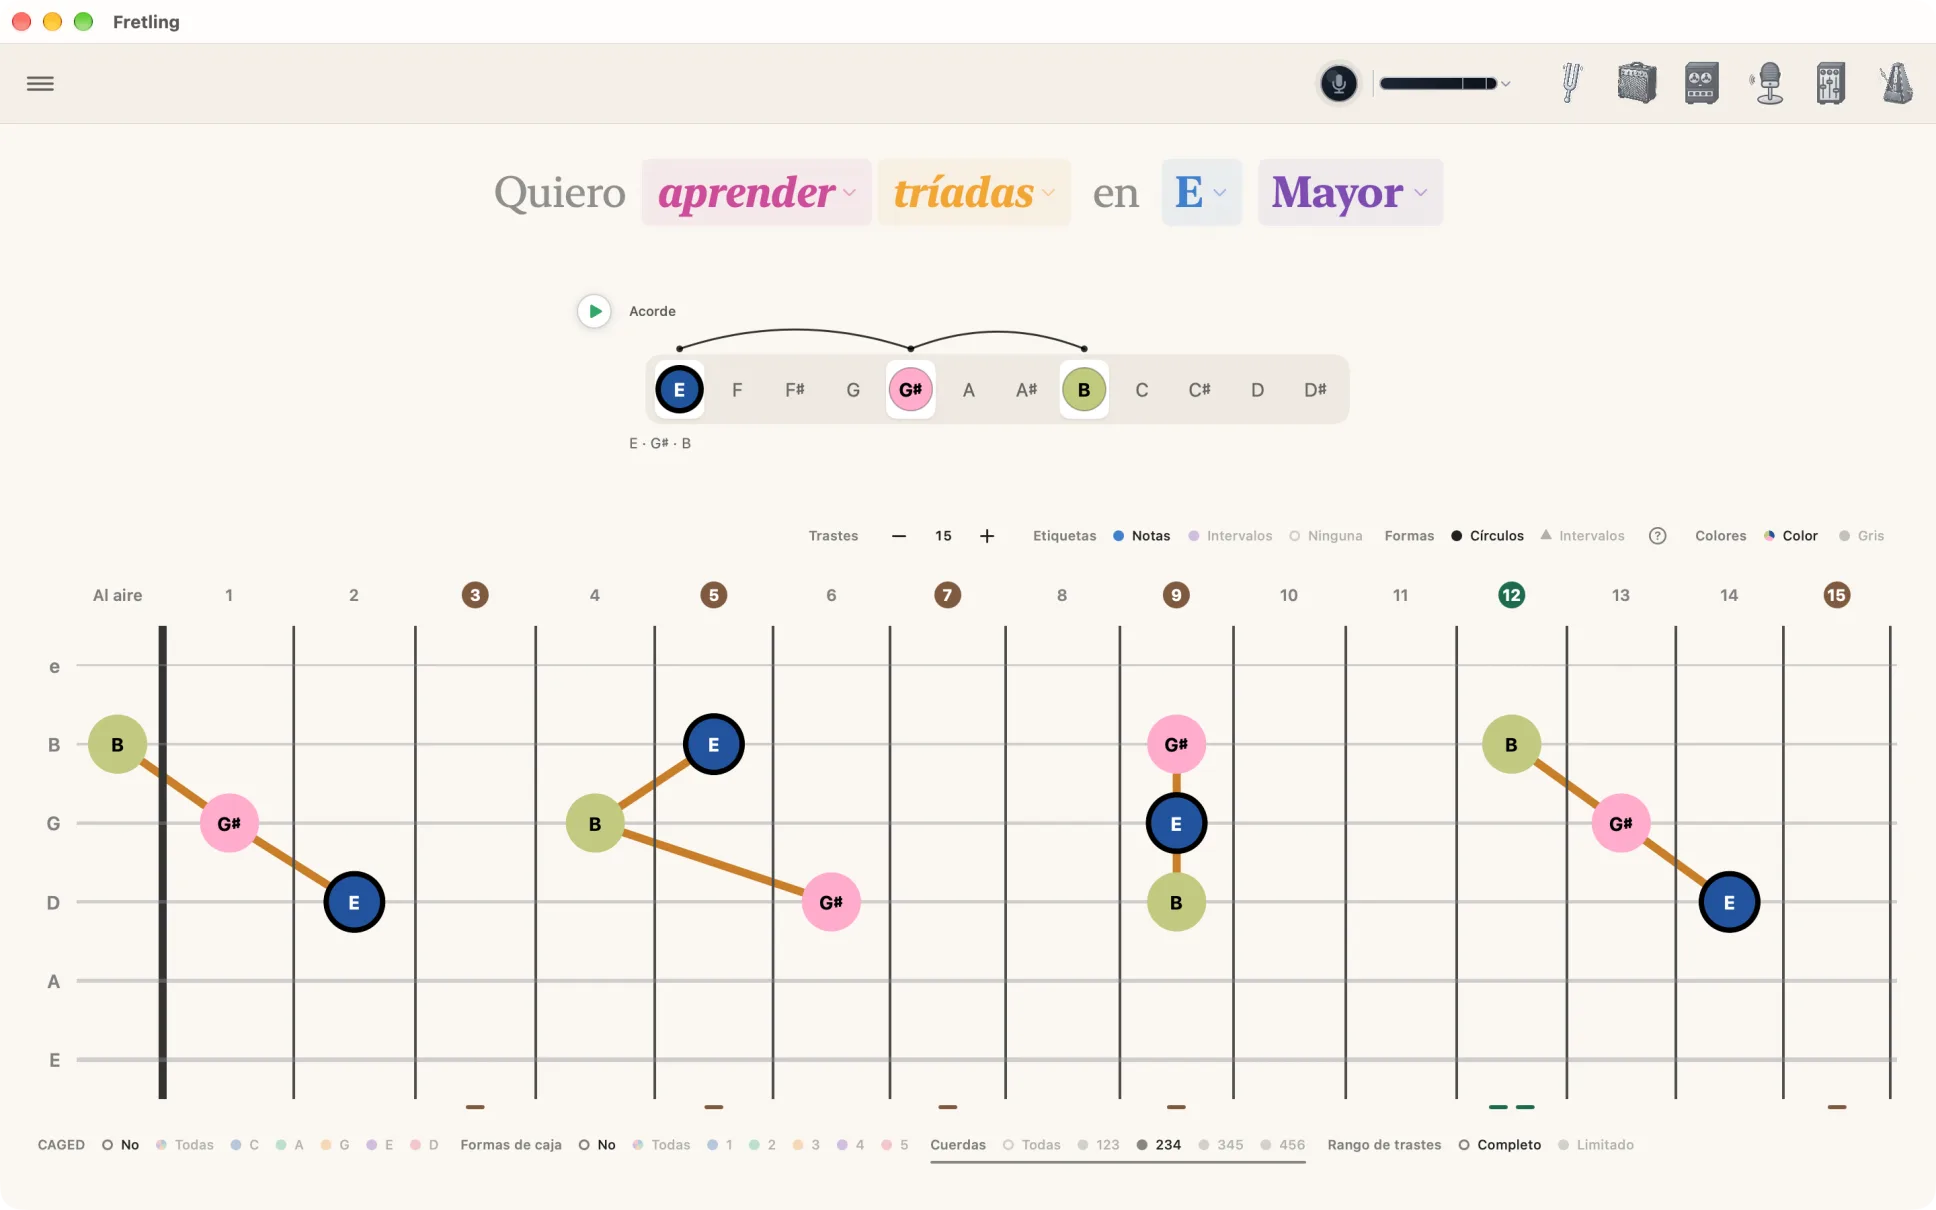 Fretling
Quiero aprender tríadas en E Mayor
Acorde
E F F# G G# A A# B C C# D D#
E · G# · B
Trastes — 15 + Etiquetas Notas Intervalos Ninguna Formas Círculos Intervalos ? Colores Color Gris
Al aire 1 2 3 4 5 6 7 8 9 10 11 12 13 14 15
e
B B E G# B
G G# B E G#
D E G# B E
A
E
CAGED No Todas C A G E D Formas de caja No Todas 1 2 3 4 5 Cuerdas Todas 123 234 345 456 Rango de trastes Completo Limitado